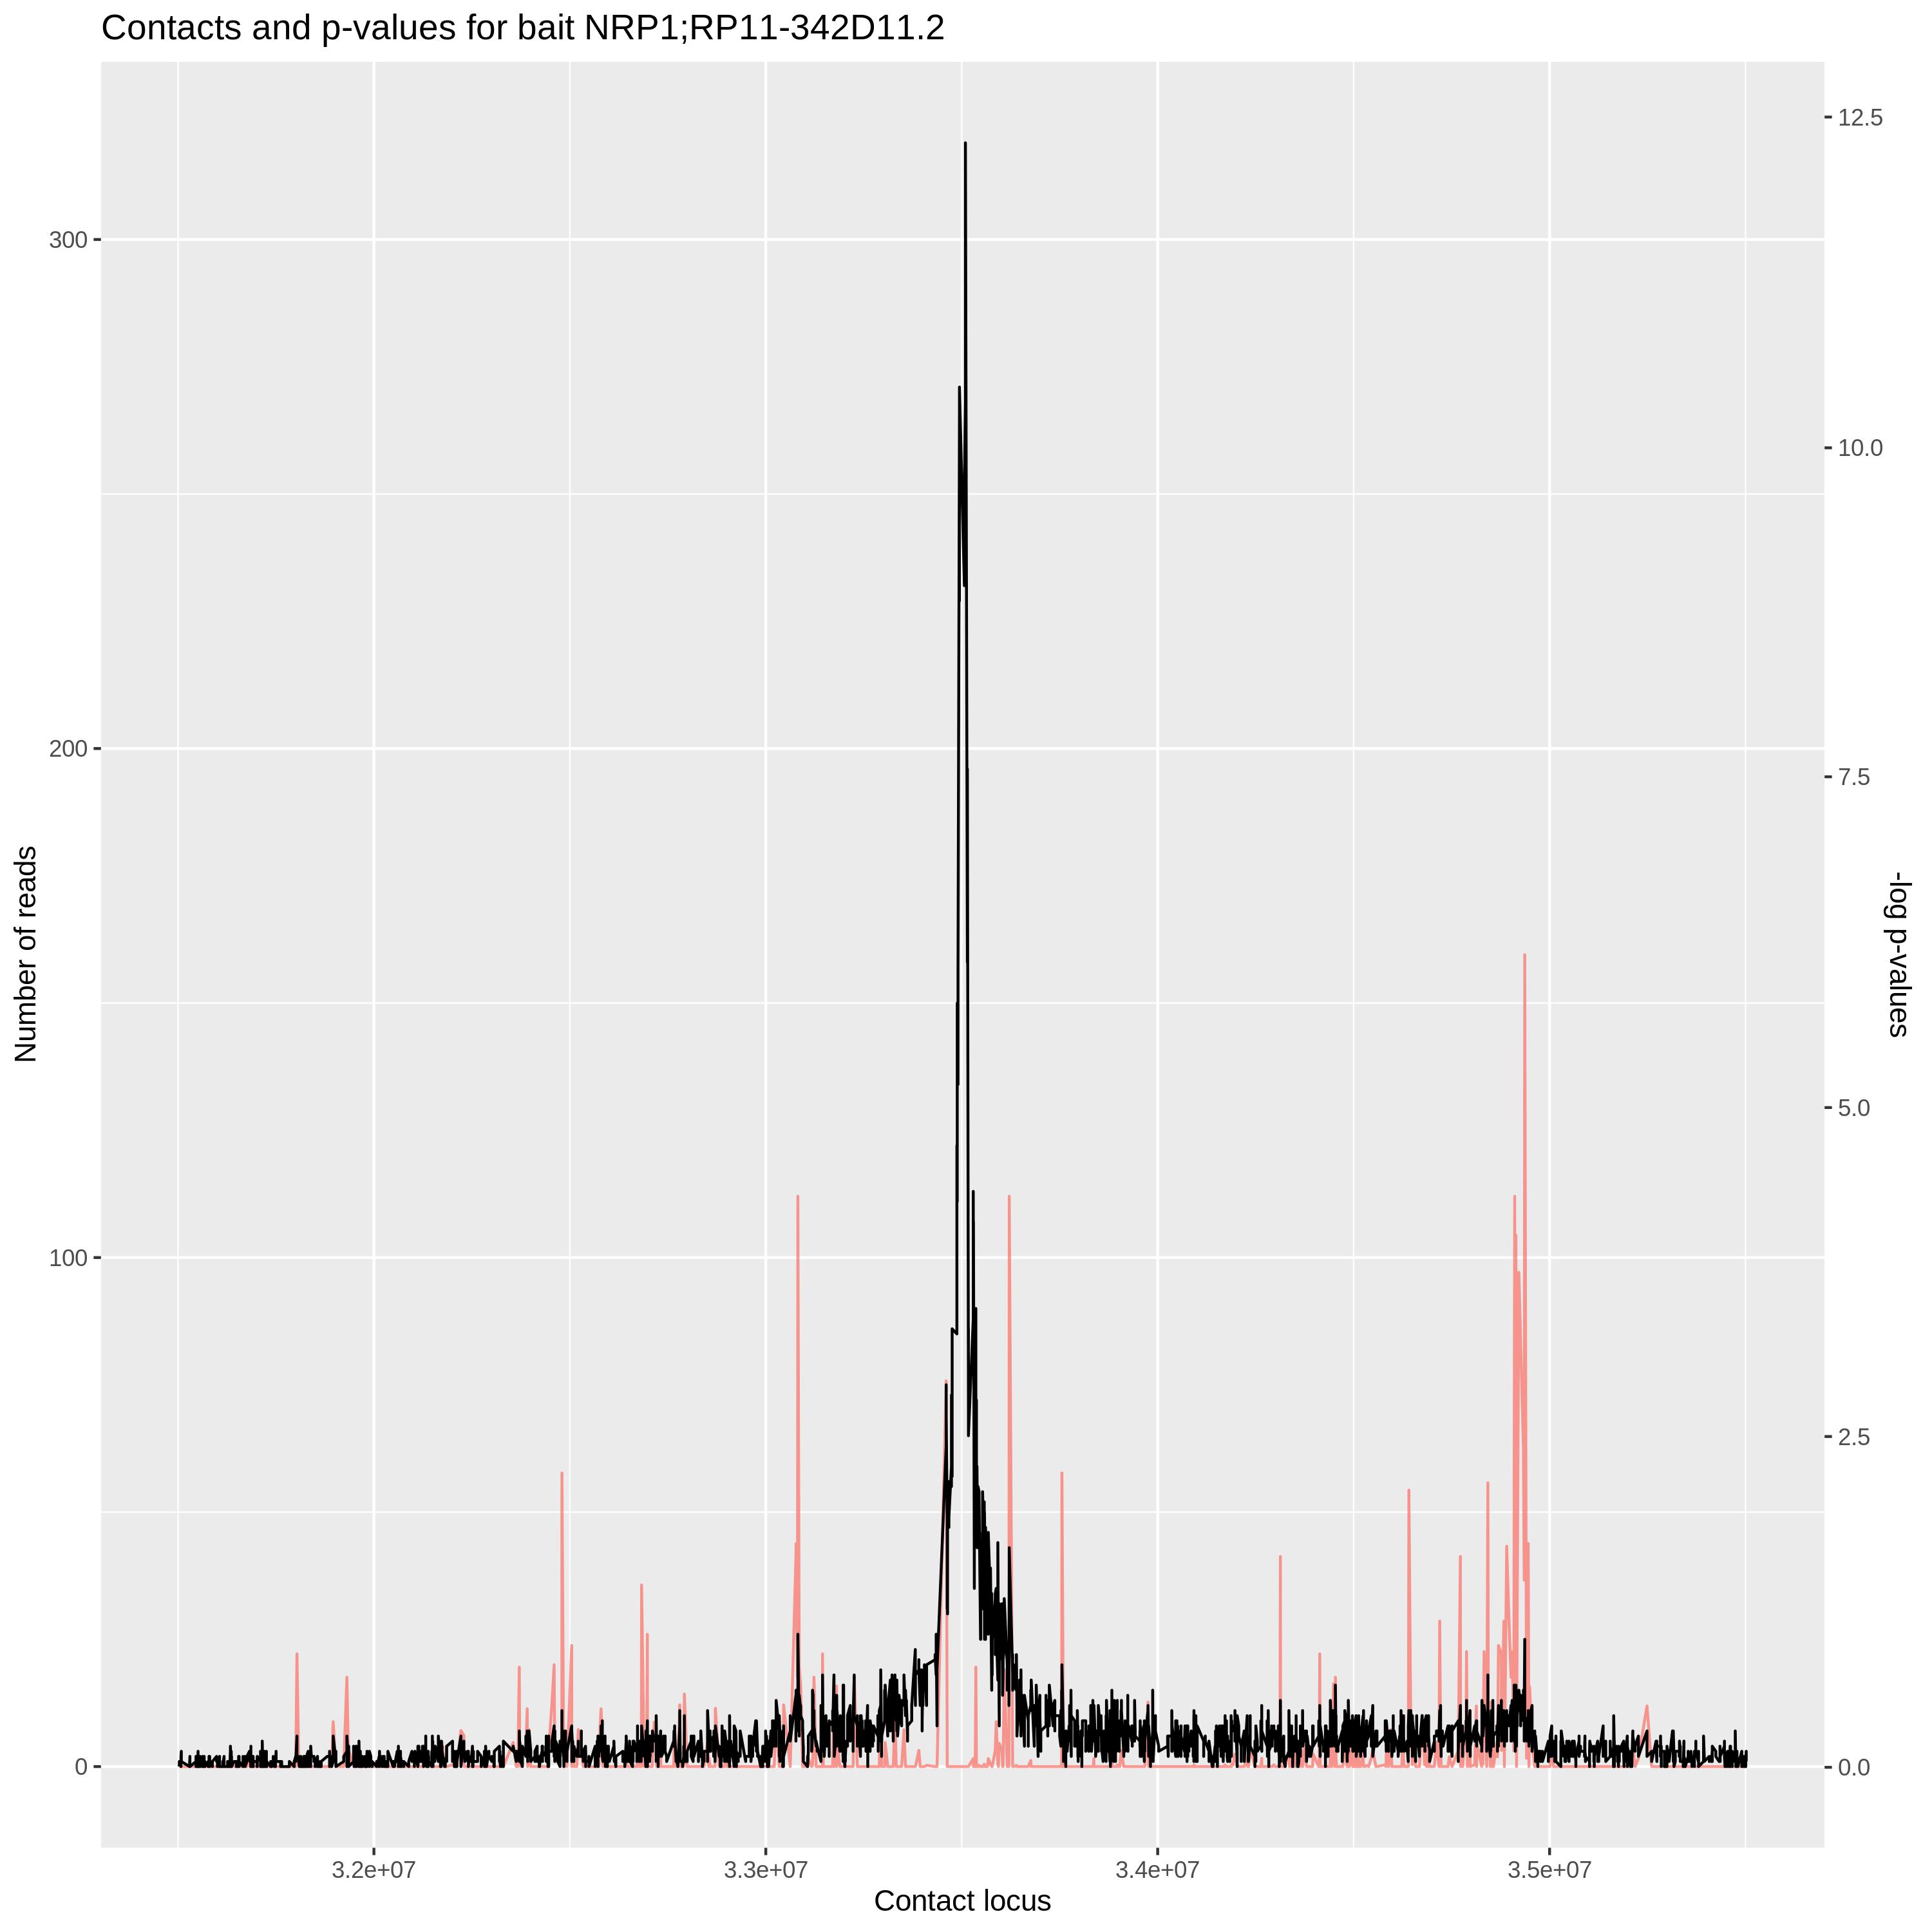 Contacts and p-values for bait NRP1;RP11-342D11.2
Number of reads
300
200
100
0
12.5
10.0
7.5
5.0
2.5
0.0
-log p-values
3.2e+07
3.3e+07
3.4e+07
3.5e+07
Contact locus